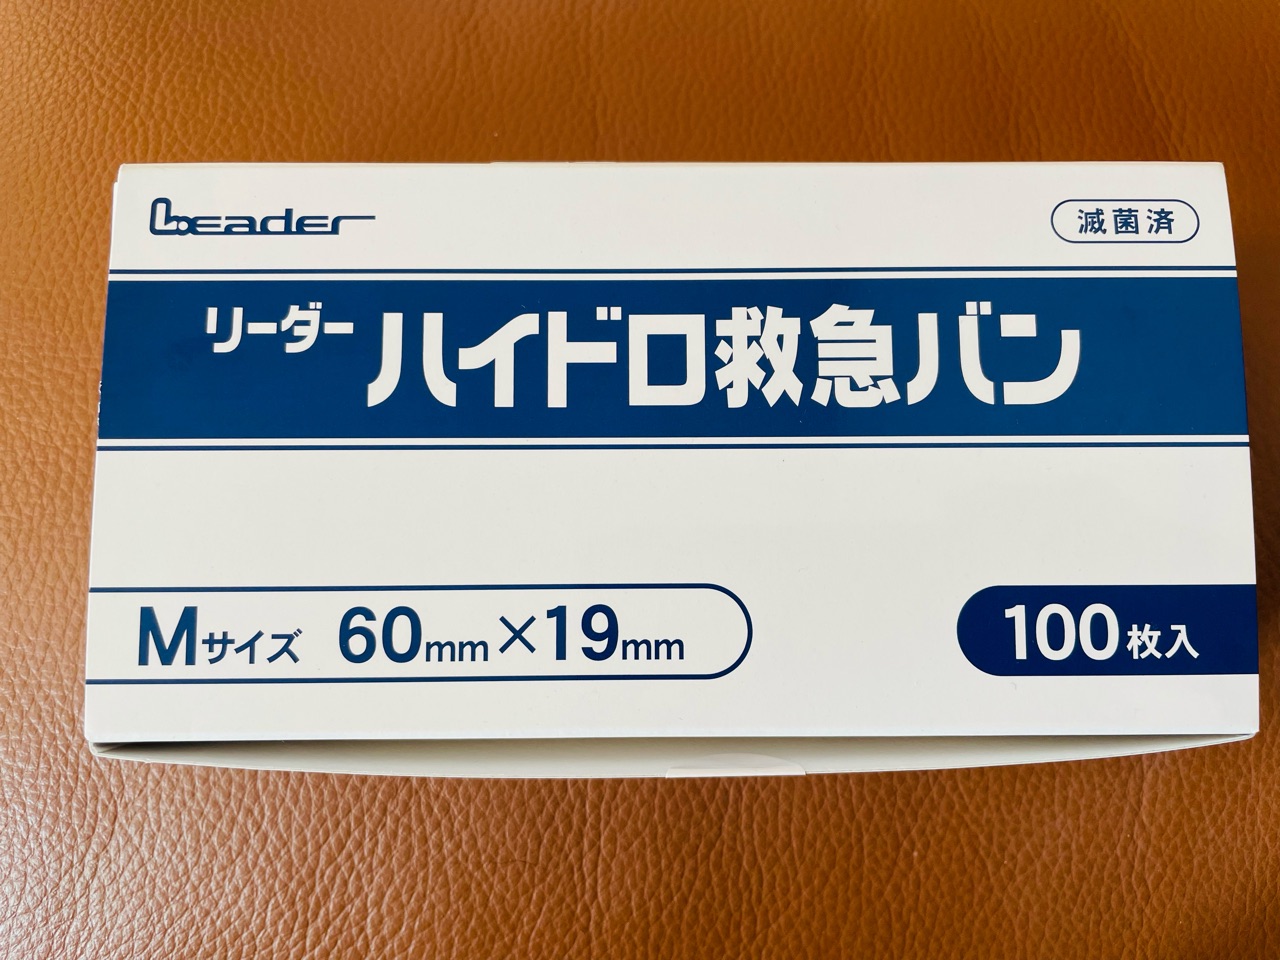 Leader
滅菌済
リーダー ハイドロ救急バン
Mサイズ 60mm×19mm
100枚入